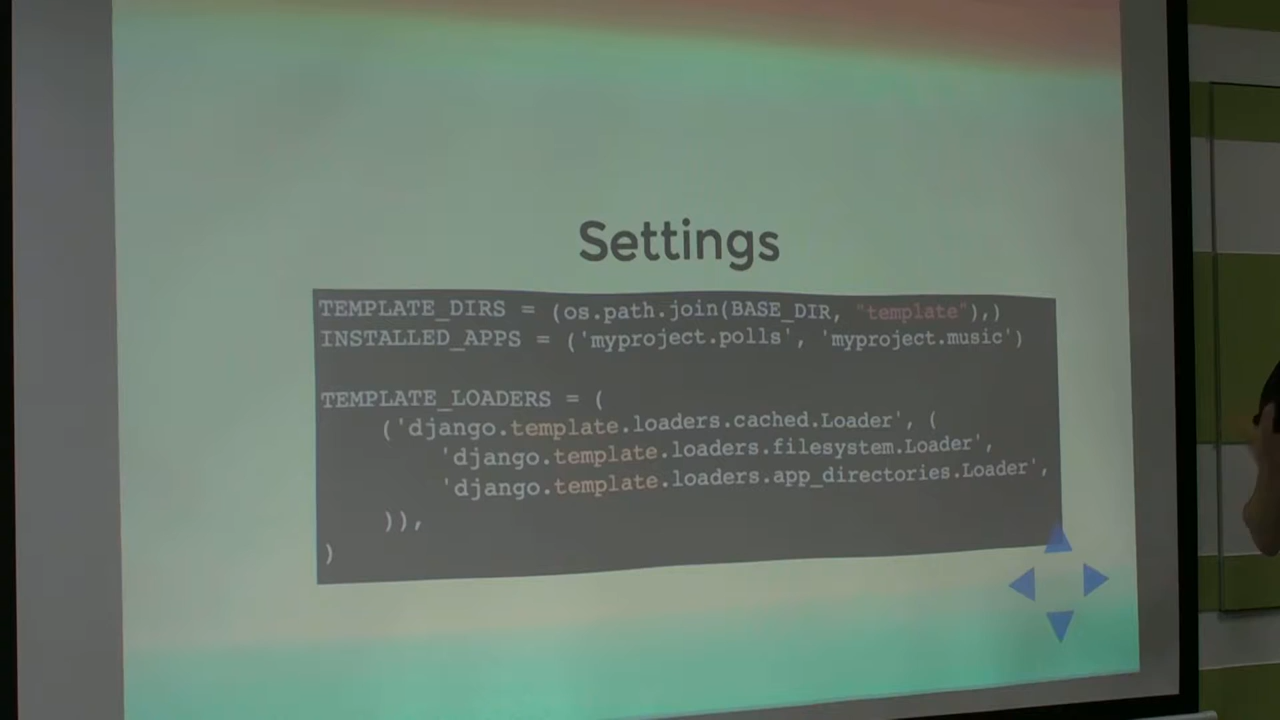 Settings
TEMPLATE_DIRS = (os.path.join(BASE_DIR, "template"),)
INSTALLED_APPS = ('myproject.polls', 'myproject.music')
TEMPLATE_LOADERS = (
('django.template.loaders.cached.Loader', (
'django.template.loaders.filesystem.Loader',
'django.template.loaders.app_directories.Loader',
)),
)